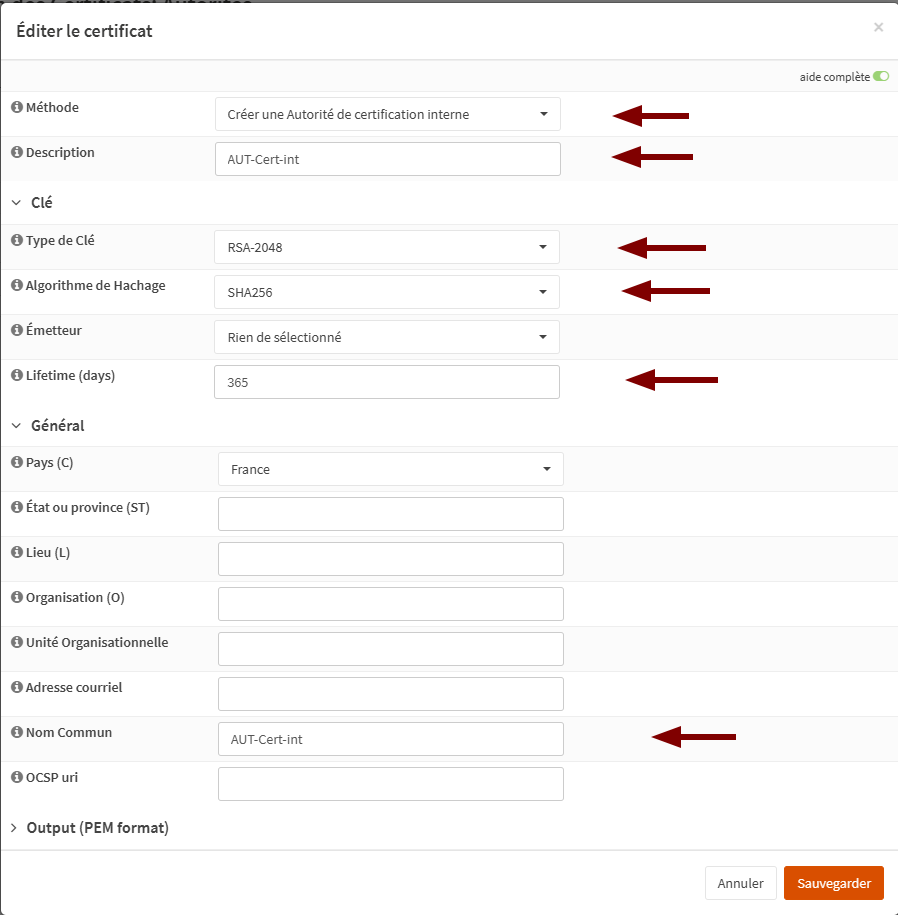 Éditer le certificat
×
aide complète
Méthode
Créer une Autorité de certification interne
Description
AUT-Cert-int
Clé
Type de Clé
RSA-2048
Algorithme de Hachage
SHA256
Émetteur
Rien de sélectionné
Lifetime (days)
365
Général
Pays (C)
France
État ou province (ST)
Lieu (L)
Organisation (O)
Unité Organisationnelle
Adresse courriel
Nom Commun
AUT-Cert-int
OCSP uri
Output (PEM format)
Annuler
Sauvegarder